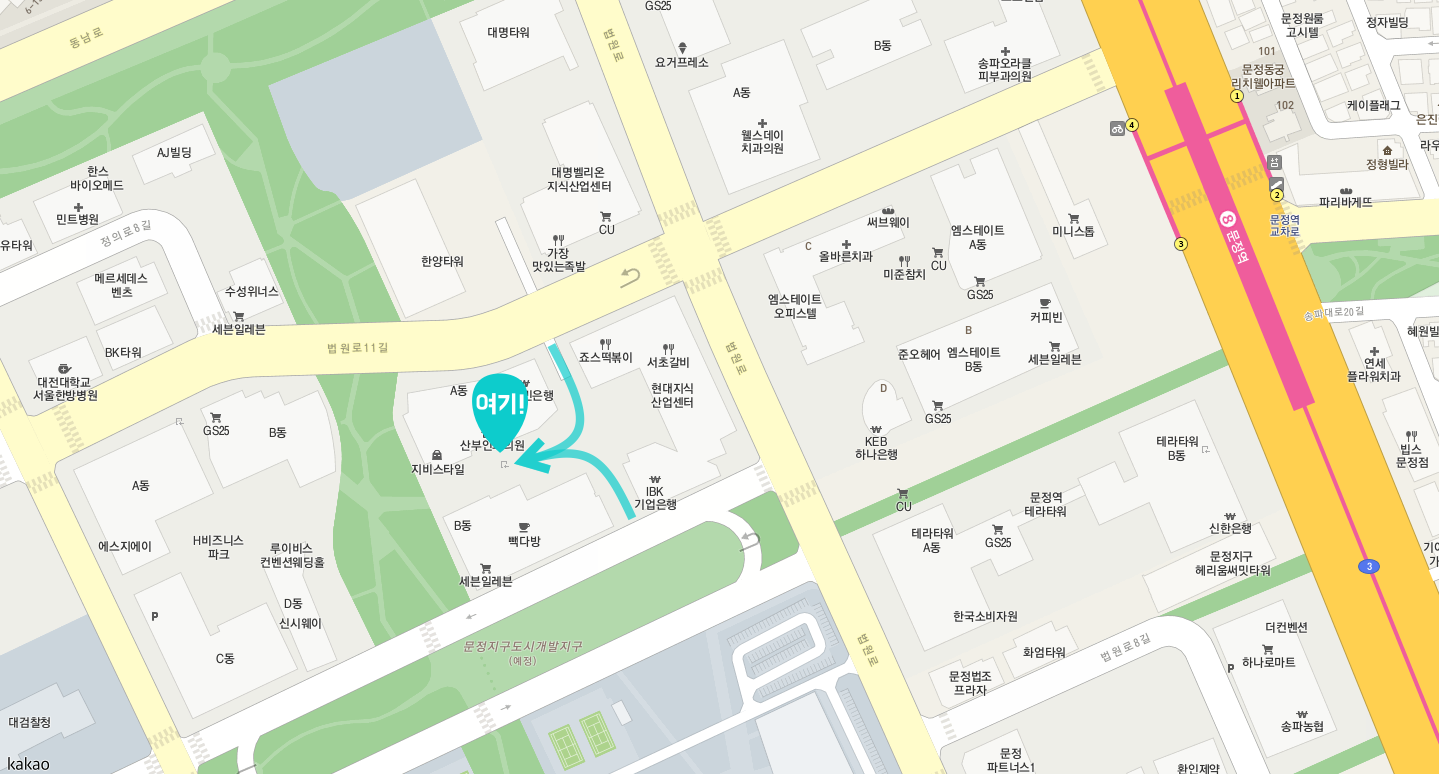 동남로
대명타워
법원로
GS25
요거프레소
B동
송파오라클
피부과의원
문정원룸
고시텔
정자빌딩
101
문정동궁
리치웰아파트
102
케이플래그
은진
라우
정형빌라
파리바게뜨
문정역
교차로
1
2
3
4
8 문정역
A동
웰스데이
치과의원
AJ빌딩
한스
바이오메드
민트병원
유타워
정의로8길
메르세데스
벤츠
수성위너스
세븐일레븐
BK타워
대전대학교
서울한방병원
한양타워
대명벨리온
지식산업센터
CU
가장
맛있는족발
법원로11길
써브웨이
C
올바른치과
미준참치
CU
엠스테이트
A동
GS25
미니스톱
엠스테이트
오피스텔
커피빈
B
준오헤어
엠스테이트
B동
세븐일레븐
송파대로20길
혜원빌
연세
플라워치과
법원로
죠스떡볶이
서초갈비
현대지식
산업센터
A동
은행
여기!
산부인
의원
지비스타일
D
GS25
KEB
하나은행
GS25
B동
A동
에스지에이
H비즈니스
파크
루이비스
컨벤션웨딩홀
D동
신시웨이
P
C동
대검찰청
B동
빽다방
세븐일레븐
IBK
기업은행
문정지구도시개발지구
(예정)
CU
테라타워
A동
GS25
문정역
테라타워
테라타워
B동
신한은행
문정지구
헤리움써밋타워
빕스
문정점
3
한국소비자원
법원로
화엄타워
문정법조
프라자
법원로8길
더컨벤션
하나로마트
P
송파농협
문정
파트너스1
환인제약
kakao